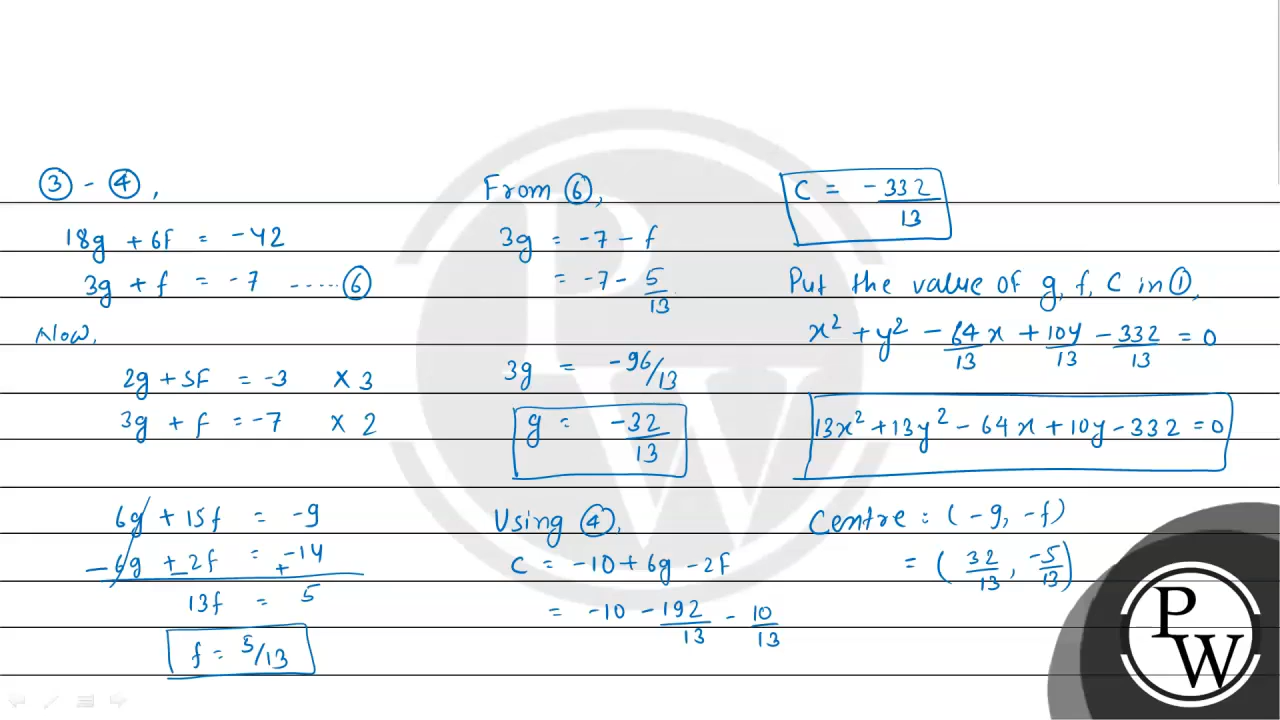 ③ - ④,
18g + 6f = -42
3g + f = -7 ......⑥
Now,
2g + 5f = -3 × 3
3g + f = -7 × 2
6g + 15f = -9
- 6g + 2f = -14
− +
13f = 5
f = 5/13
From ⑥,
3g = -7 - f
= -7 - 5/13
3g = -96/13
g = -32/13
Using ④,
C = -10 + 6g - 2f
= -10 - 192/13 - 10/13
C = -332/13
Put the value of g, f, C in ①,
x² + y² - 64/13 x + 10y/13 - 332/13 = 0
13x² + 13y² - 64x + 10y - 332 = 0
Centre : (-g, -f)
= (32/13, -5/13)
PW
PW